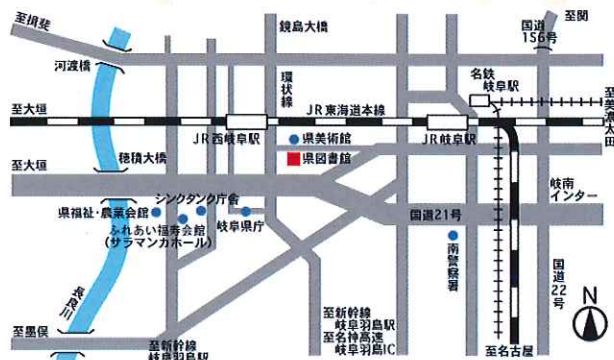 至揖斐
鏡島大橋
国道
156号
至関
河渡橋
環状線
名鉄
岐阜駅
至美濃太田
至大垣
JR東海道本線
JR西岐阜駅
県美術館
JR岐阜駅
穂積大橋
県図書館
至大垣
岐南
インター
シンクタンク庁舎
県福祉・農業会館
ふれあい福寿会館
(サラマンカホール)
岐阜県庁
国道21号
南警察署
国道22号
長良川
至墨俣
至新幹線
岐阜羽島駅
至新幹線
岐阜羽島駅
至名神高速
岐阜羽島IC
至名古屋
N